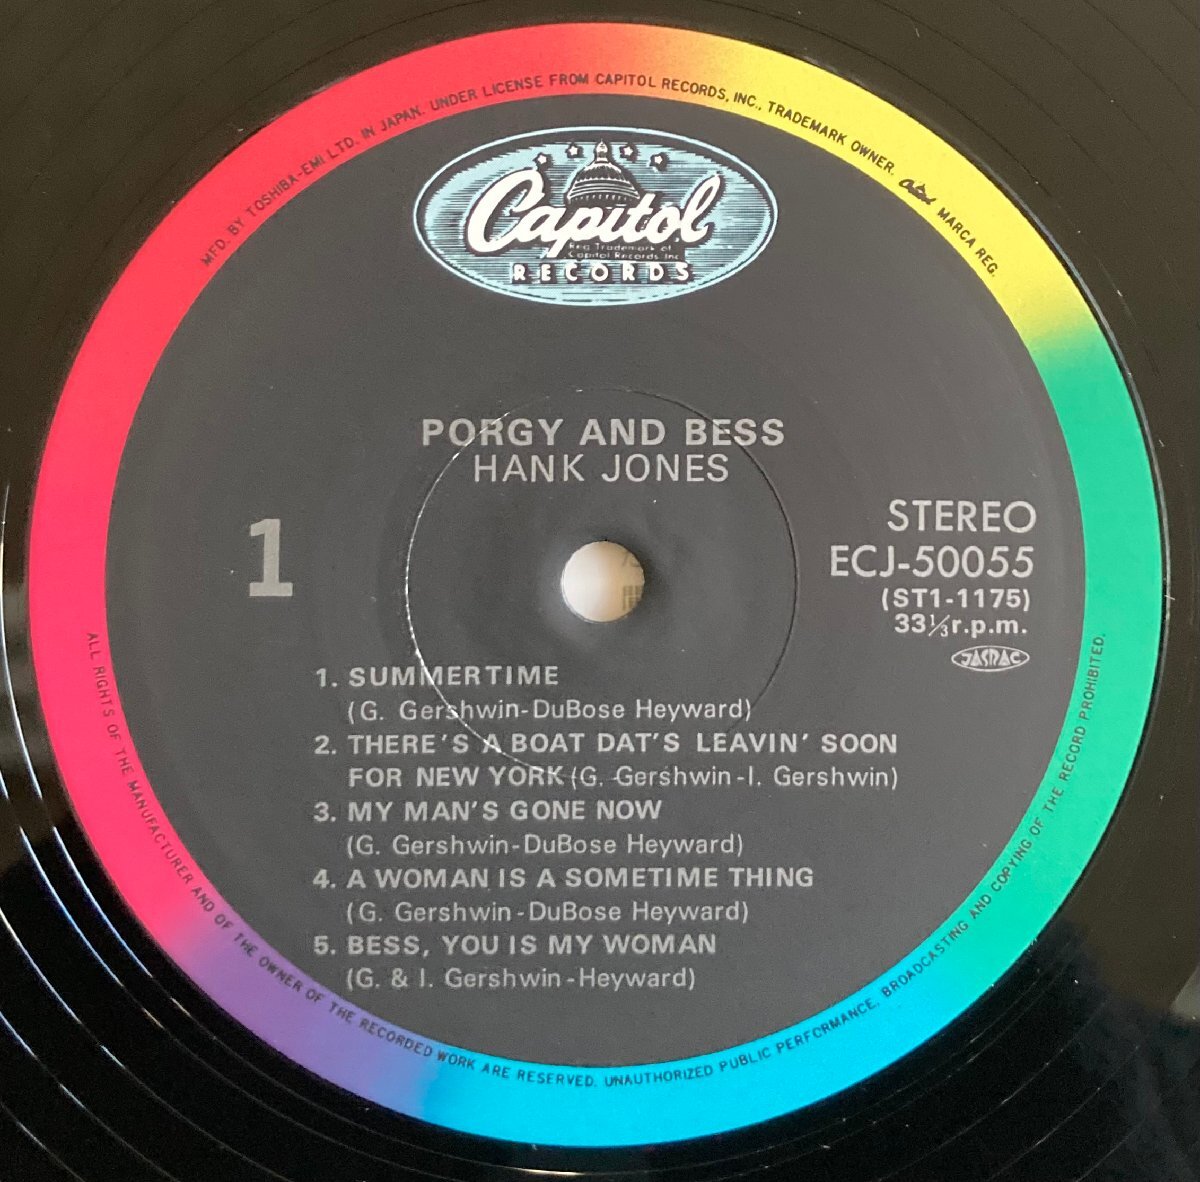 MFD. BY TOSHIBA-EMI LTD. IN JAPAN. UNDER LICENSE FROM CAPITOL RECORDS, INC., TRADEMARK OWNER. Capitol MARCA REG.
Capitol
Reg. Trademark of
Capitol Records Inc
RECORDS
PORGY AND BESS
HANK JONES
1
STEREO
ECJ-50055
(ST1-1175)
33⅓r.p.m.
JASRAC
1. SUMMERTIME
(G. Gershwin-DuBose Heyward)
2. THERE'S A BOAT DAT'S LEAVIN' SOON
FOR NEW YORK (G. Gershwin-I. Gershwin)
3. MY MAN'S GONE NOW
(G. Gershwin-DuBose Heyward)
4. A WOMAN IS A SOMETIME THING
(G. Gershwin-DuBose Heyward)
5. BESS, YOU IS MY WOMAN
(G. & I. Gershwin-Heyward)
ALL RIGHTS OF THE MANUFACTURER AND OF THE OWNER OF THE RECORDED WORK ARE RESERVED. UNAUTHORIZED PUBLIC PERFORMANCE, BROADCASTING AND COPYING OF THE RECORD PROHIBITED.